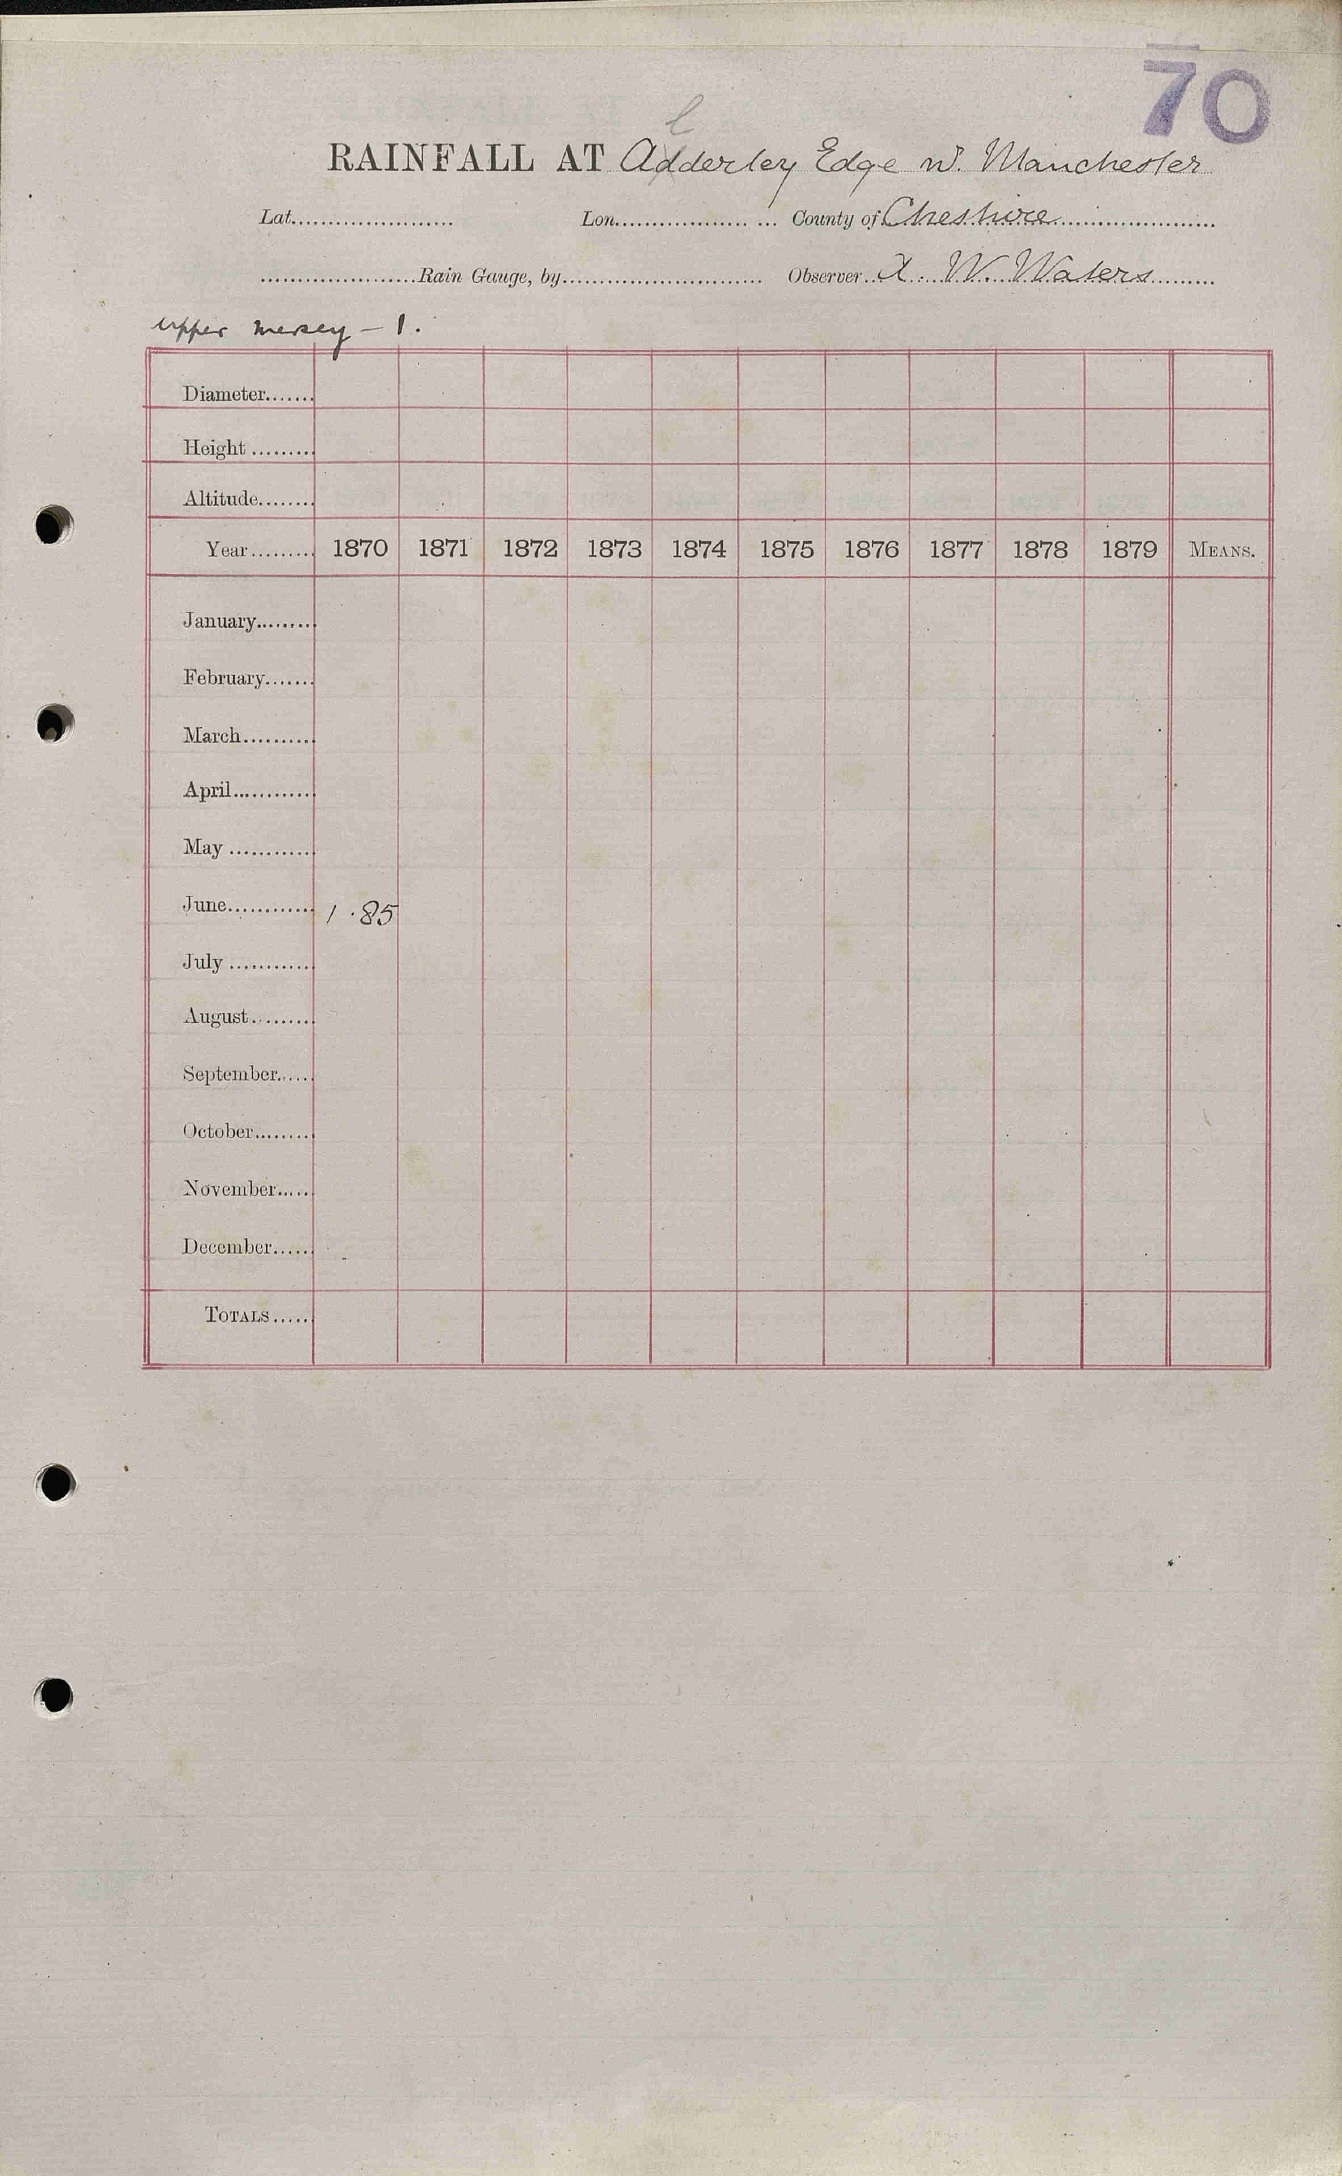 70
l
RAINFALL AT Adderley Edge nr. Manchester
Lat...................... Lon...................... County of Cheshire
.....................Rain Gauge, by........................... Observer.. W. Waters
Upper Mersey – 1.
Diameter.......
Height.........
Altitude........
Year......... 1870 1871 1872 1873 1874 1875 1876 1877 1878 1879 MEANS.
January........
February.......
March..........
April............
May ...........
June............ 1.85
July ............
August.........
September.....
October........
November.....
December.....
TOTALS.....